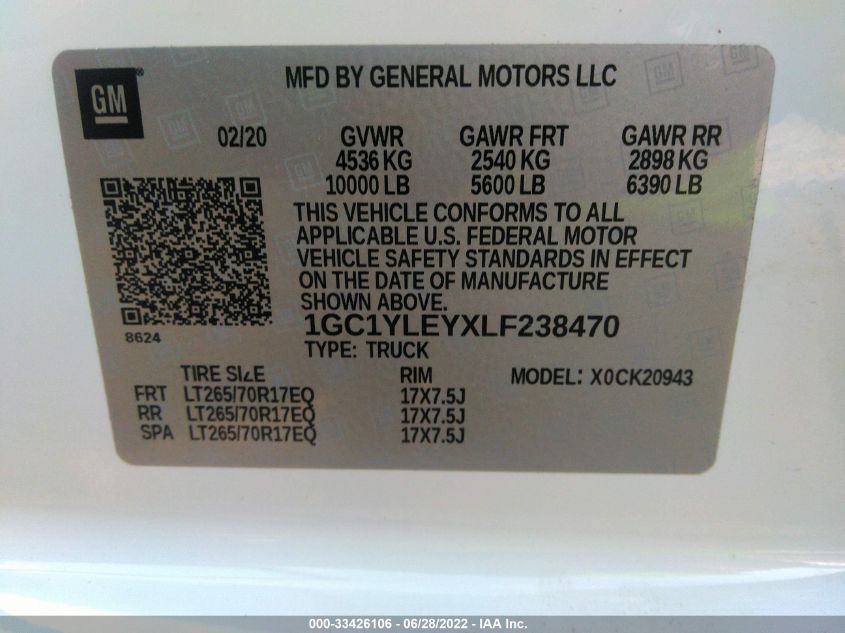 GM
MFD BY GENERAL MOTORS LLC
02/20 GVWR GAWR FRT GAWR RR
4536 KG 2540 KG 2898 KG
10000 LB 5600 LB 6390 LB
THIS VEHICLE CONFORMS TO ALL
APPLICABLE U.S. FEDERAL MOTOR
VEHICLE SAFETY STANDARDS IN EFFECT
ON THE DATE OF MANUFACTURE
SHOWN ABOVE.
8624
1GC1YLEYXLF238470
TYPE: TRUCK
TIRE SIZE RIM MODEL: X0CK20943
FRT LT265/70R17EQ 17X7.5J
RR LT265/70R17EQ 17X7.5J
SPA LT265/70R17EQ 17X7.5J
000-33426106 - 06/28/2022 - IAA Inc.